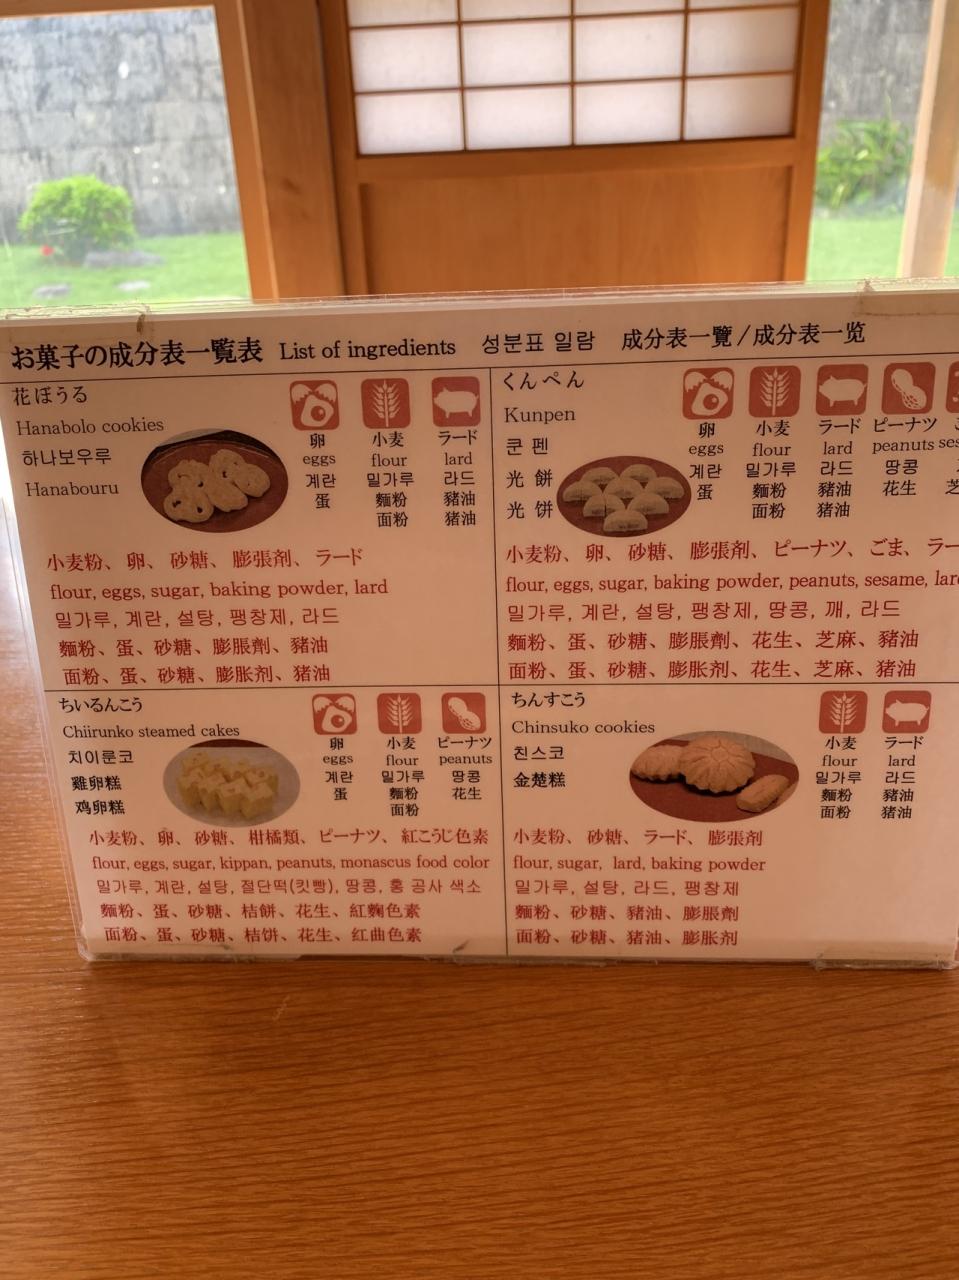 お菓子の成分表一覧表 List of ingredients 성분표 일람 成分表一覽/成分表一览
花ぼうる
Hanabolo cookies
하나보우루
Hanabouru
卵 小麦 ラード
eggs flour lard
계란 밀가루 라드
蛋 麵粉 豬油
面粉 猪油
小麦粉、卵、砂糖、膨張剤、ラード
flour, eggs, sugar, baking powder, lard
밀가루, 계란, 설탕, 팽창제, 라드
麵粉、蛋、砂糖、膨脹劑、豬油
面粉、蛋、砂糖、膨胀剂、猪油
くんぺん
Kunpen
쿤펜
光餅
光饼
卵 小麦 ラード ピーナツ
eggs flour lard peanuts
계란 밀가루 라드 땅콩
蛋 麵粉 豬油 花生
面粉 猪油
小麦粉、卵、砂糖、膨張剤、ピーナツ、ごま、ラー
flour, eggs, sugar, baking powder, peanuts, sesame, lard
밀가루, 계란, 설탕, 팽창제, 땅콩, 깨, 라드
麵粉、蛋、砂糖、膨脹劑、花生、芝麻、豬油
面粉、蛋、砂糖、膨胀剂、花生、芝麻、猪油
ちいるんこう
Chiirunko steamed cakes
치이룬코
雞卵糕
鸡卵糕
卵 小麦 ピーナツ
eggs flour peanuts
계란 밀가루 땅콩
蛋 麵粉 花生
面粉
小麦粉、卵、砂糖、柑橘類、ピーナツ、紅こうじ色素
flour, eggs, sugar, kippan, peanuts, monascus food color
밀가루, 계란, 설탕, 절단떡(킷빵), 땅콩, 홍 공사 색소
麵粉、蛋、砂糖、桔餅、花生、紅麴色素
面粉、蛋、砂糖、桔饼、花生、红曲色素
ちんすこう
Chinsuko cookies
친스코
金楚糕
小麦 ラード
flour lard
밀가루 라드
麵粉 豬油
面粉 猪油
小麦粉、砂糖、ラード、膨張剤
flour, sugar, lard, baking powder
밀가루, 설탕, 라드, 팽창제
麵粉、砂糖、豬油、膨脹劑
面粉、砂糖、猪油、膨胀剂